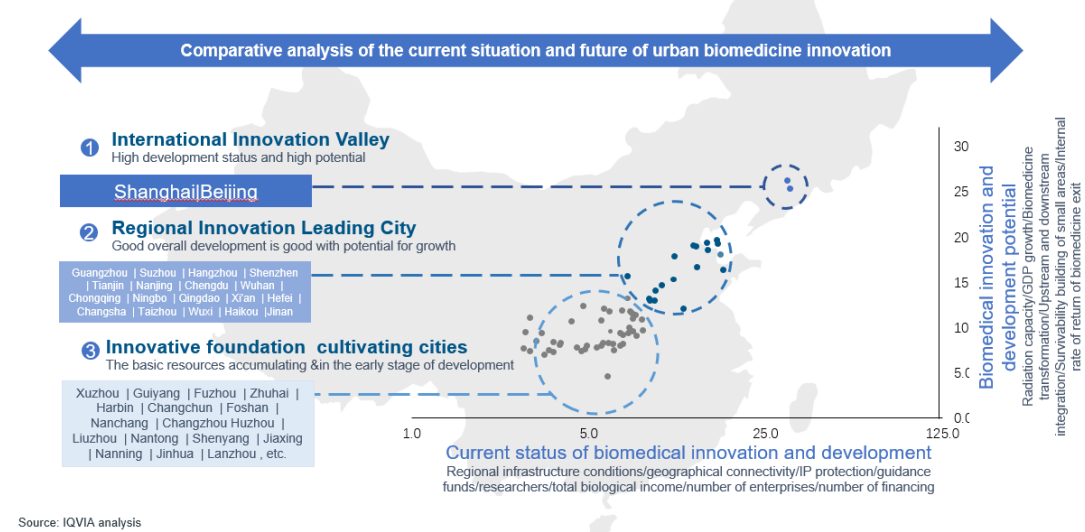 Comparative analysis of the current situation and future of urban biomedicine innovation
1
International Innovation Valley
High development status and high potential
Shanghai|Beijing
2
Regional Innovation Leading City
Good overall development is good with potential for growth
Guangzhou | Suzhou | Hangzhou | Shenzhen
| Tianjin | Nanjing | Chengdu | Wuhan |
Chongqing | Ningbo | Qingdao | Xi'an | Hefei |
Changsha | Taizhou | Wuxi | Haikou |Jinan
3
Innovative foundation cultivating cities
The basic resources accumulating &in the early stage of development
Xuzhou | Guiyang | Fuzhou | Zhuhai |
Harbin | Changchun | Foshan |
Nanchang | Changzhou Huzhou |
Liuzhou | Nantong | Shenyang | Jiaxing
| Nanning | Jinhua | Lanzhou , etc.
30
25
20
15
10
5.0
0.0
1.0
5.0
25.0
125.0
Current status of biomedical innovation and development
Regional infrastructure conditions/geographical connectivity/IP protection/guidance
funds/researchers/total biological income/number of enterprises/number of financing
Biomedical innovation and
development potential
Radiation capacity/GDP growth/Biomedicine
transformation/Upstream and downstream
integration/Survivability building of small areas/Internal
rate of return of biomedicine exit
Source: IQVIA analysis